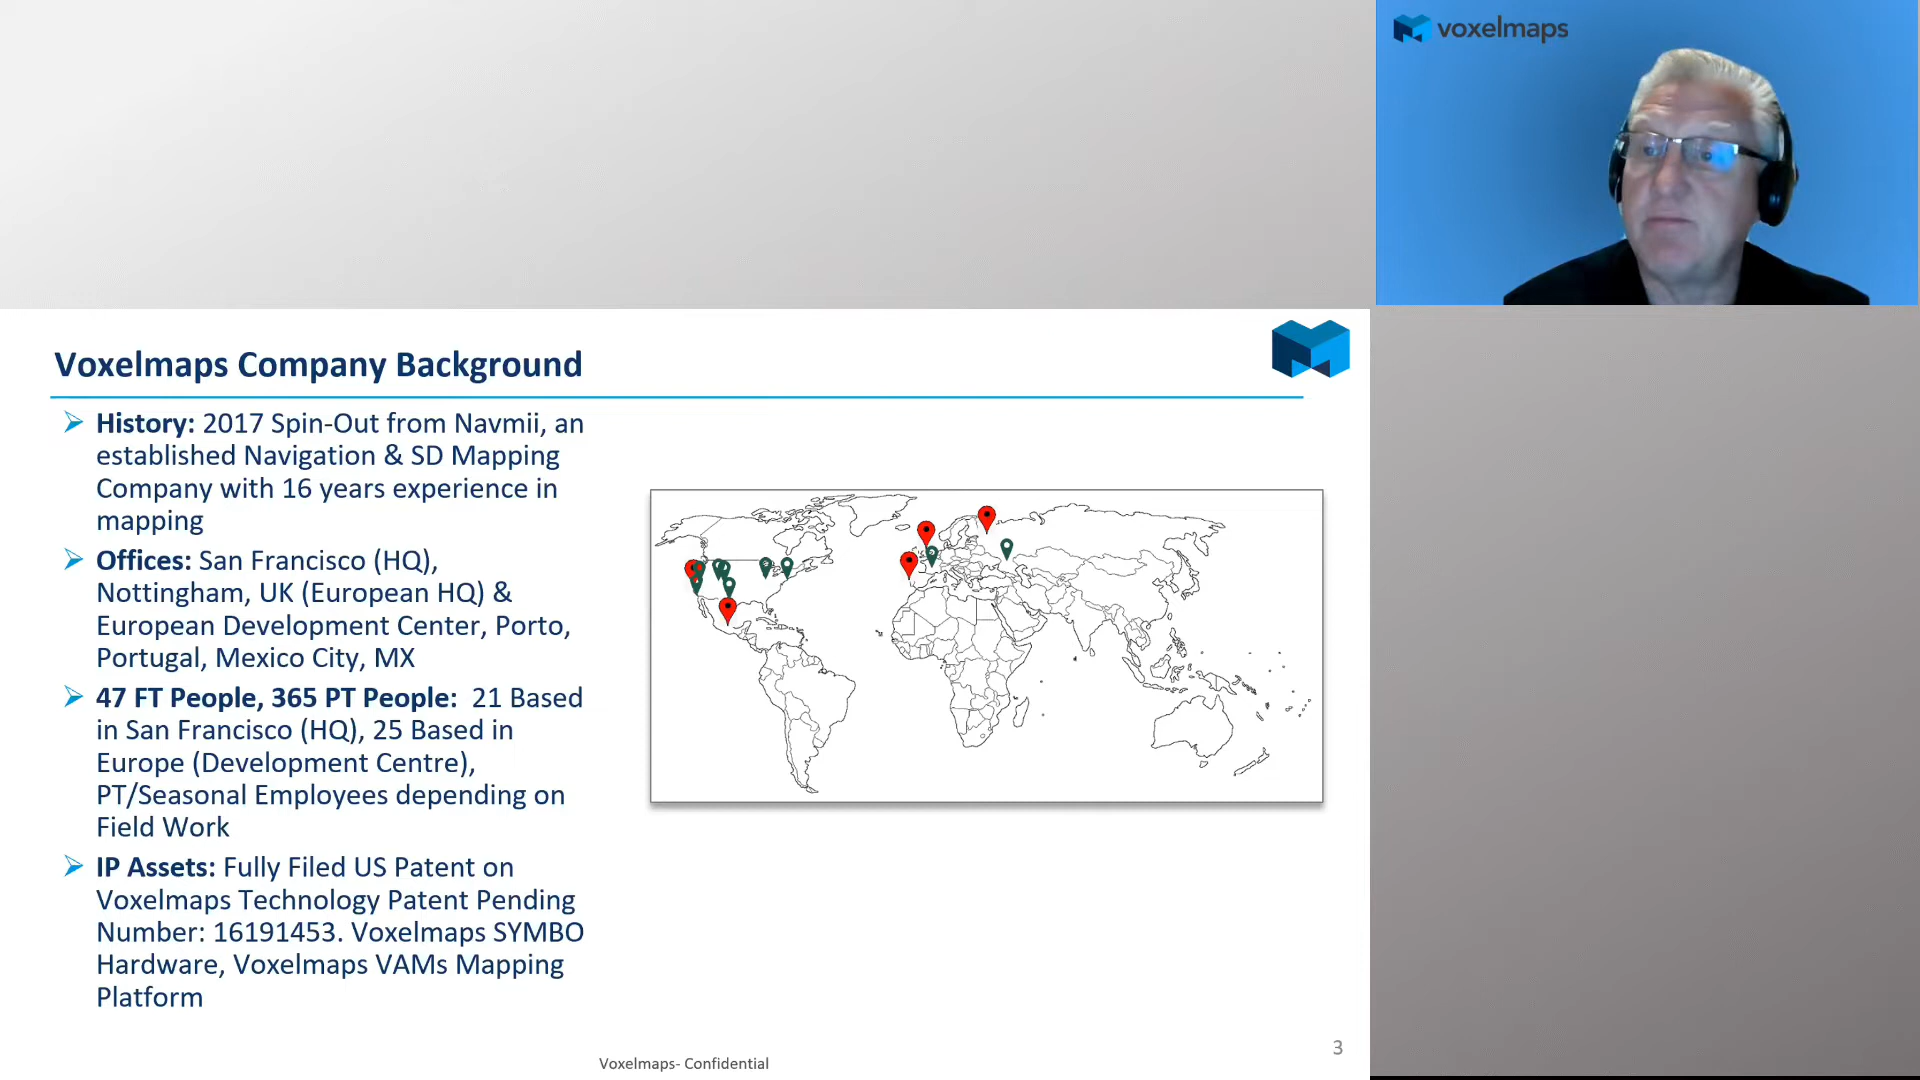 voxelmaps
Voxelmaps Company Background
History: 2017 Spin-Out from Navmii, an
established Navigation & SD Mapping
Company with 16 years experience in
mapping
Offices: San Francisco (HQ),
Nottingham, UK (European HQ) &
European Development Center, Porto,
Portugal, Mexico City, MX
47 FT People, 365 PT People: 21 Based
in San Francisco (HQ), 25 Based in
Europe (Development Centre),
PT/Seasonal Employees depending on
Field Work
IP Assets: Fully Filed US Patent on
Voxelmaps Technology Patent Pending
Number: 16191453. Voxelmaps SYMBO
Hardware, Voxelmaps VAMs Mapping
Platform
Voxelmaps- Confidential
3